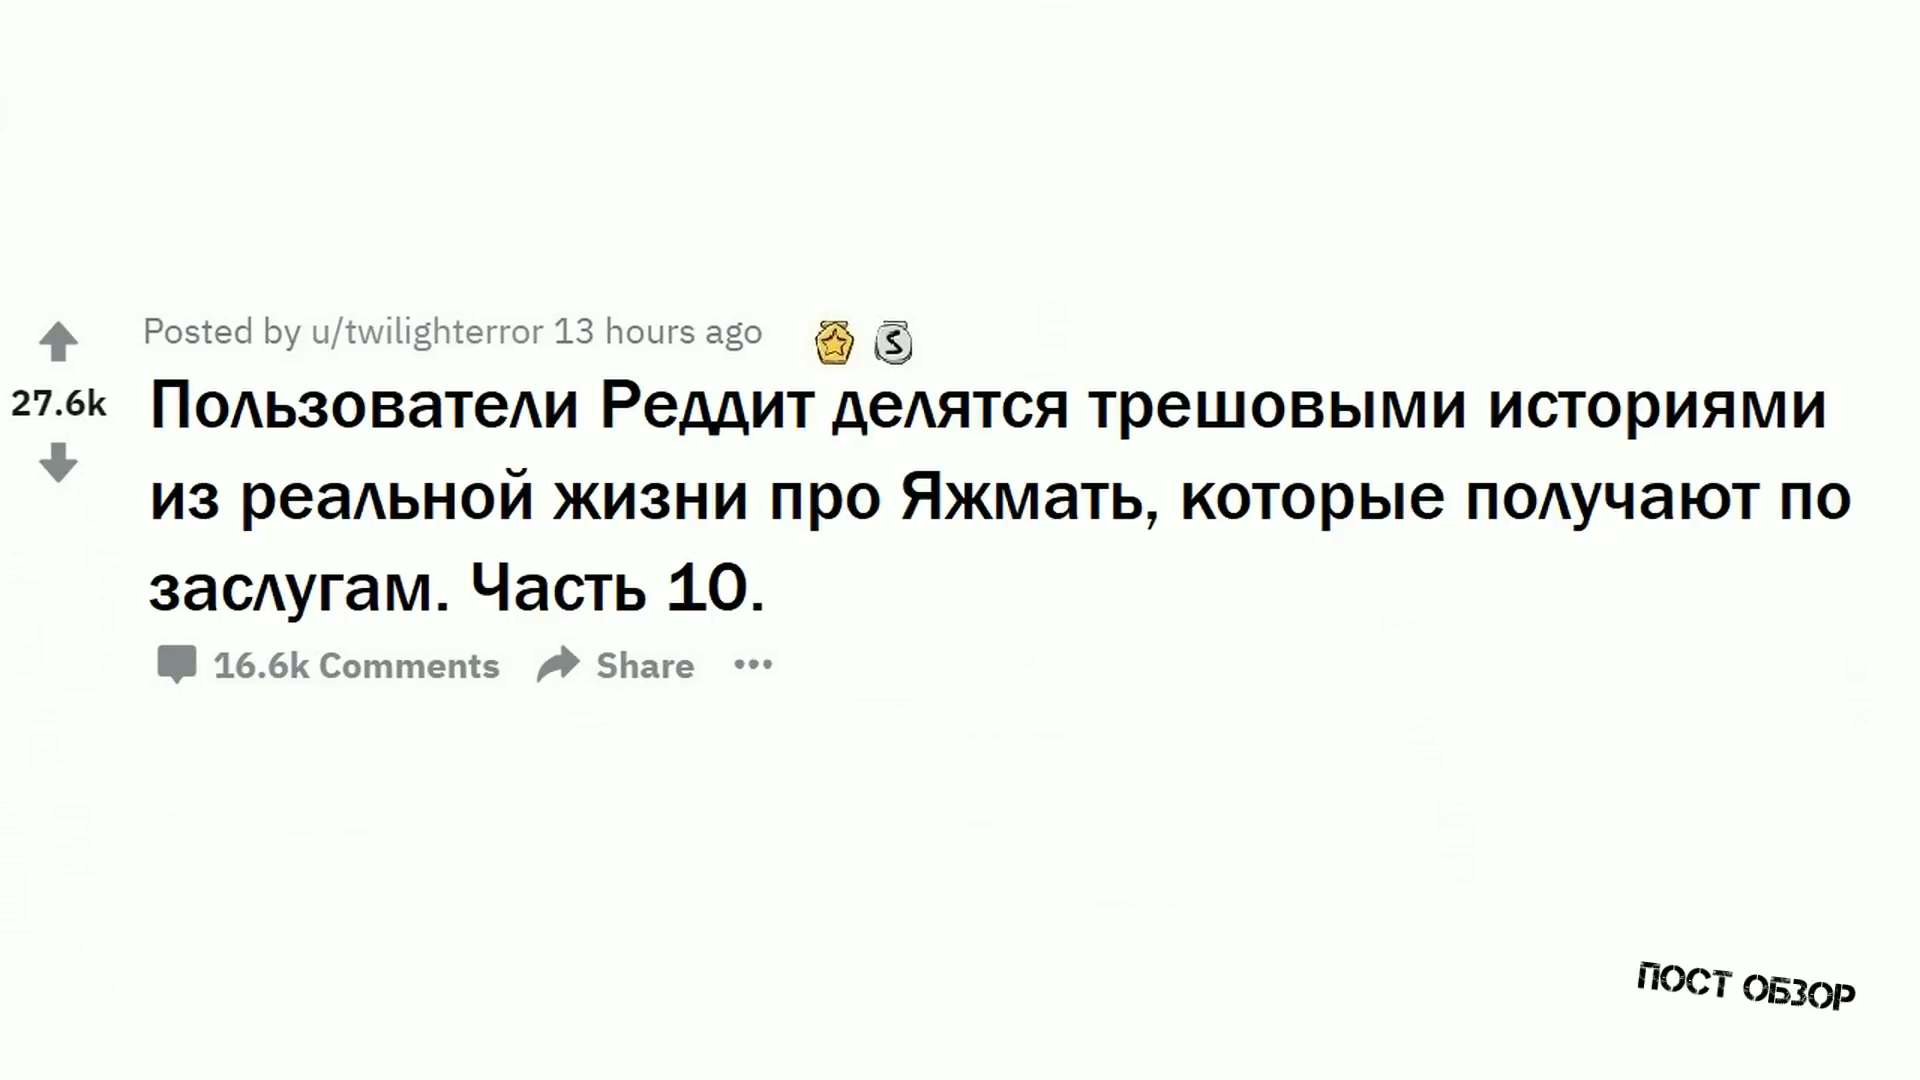 Posted by u/twilighterror 13 hours ago
27.6k
Пользователи Реддит делятся трешовыми историями
из реальной жизни про Яжмать, которые получают по
заслугам. Часть 10.
16.6k Comments Share •••
ПОСТ ОБЗОР